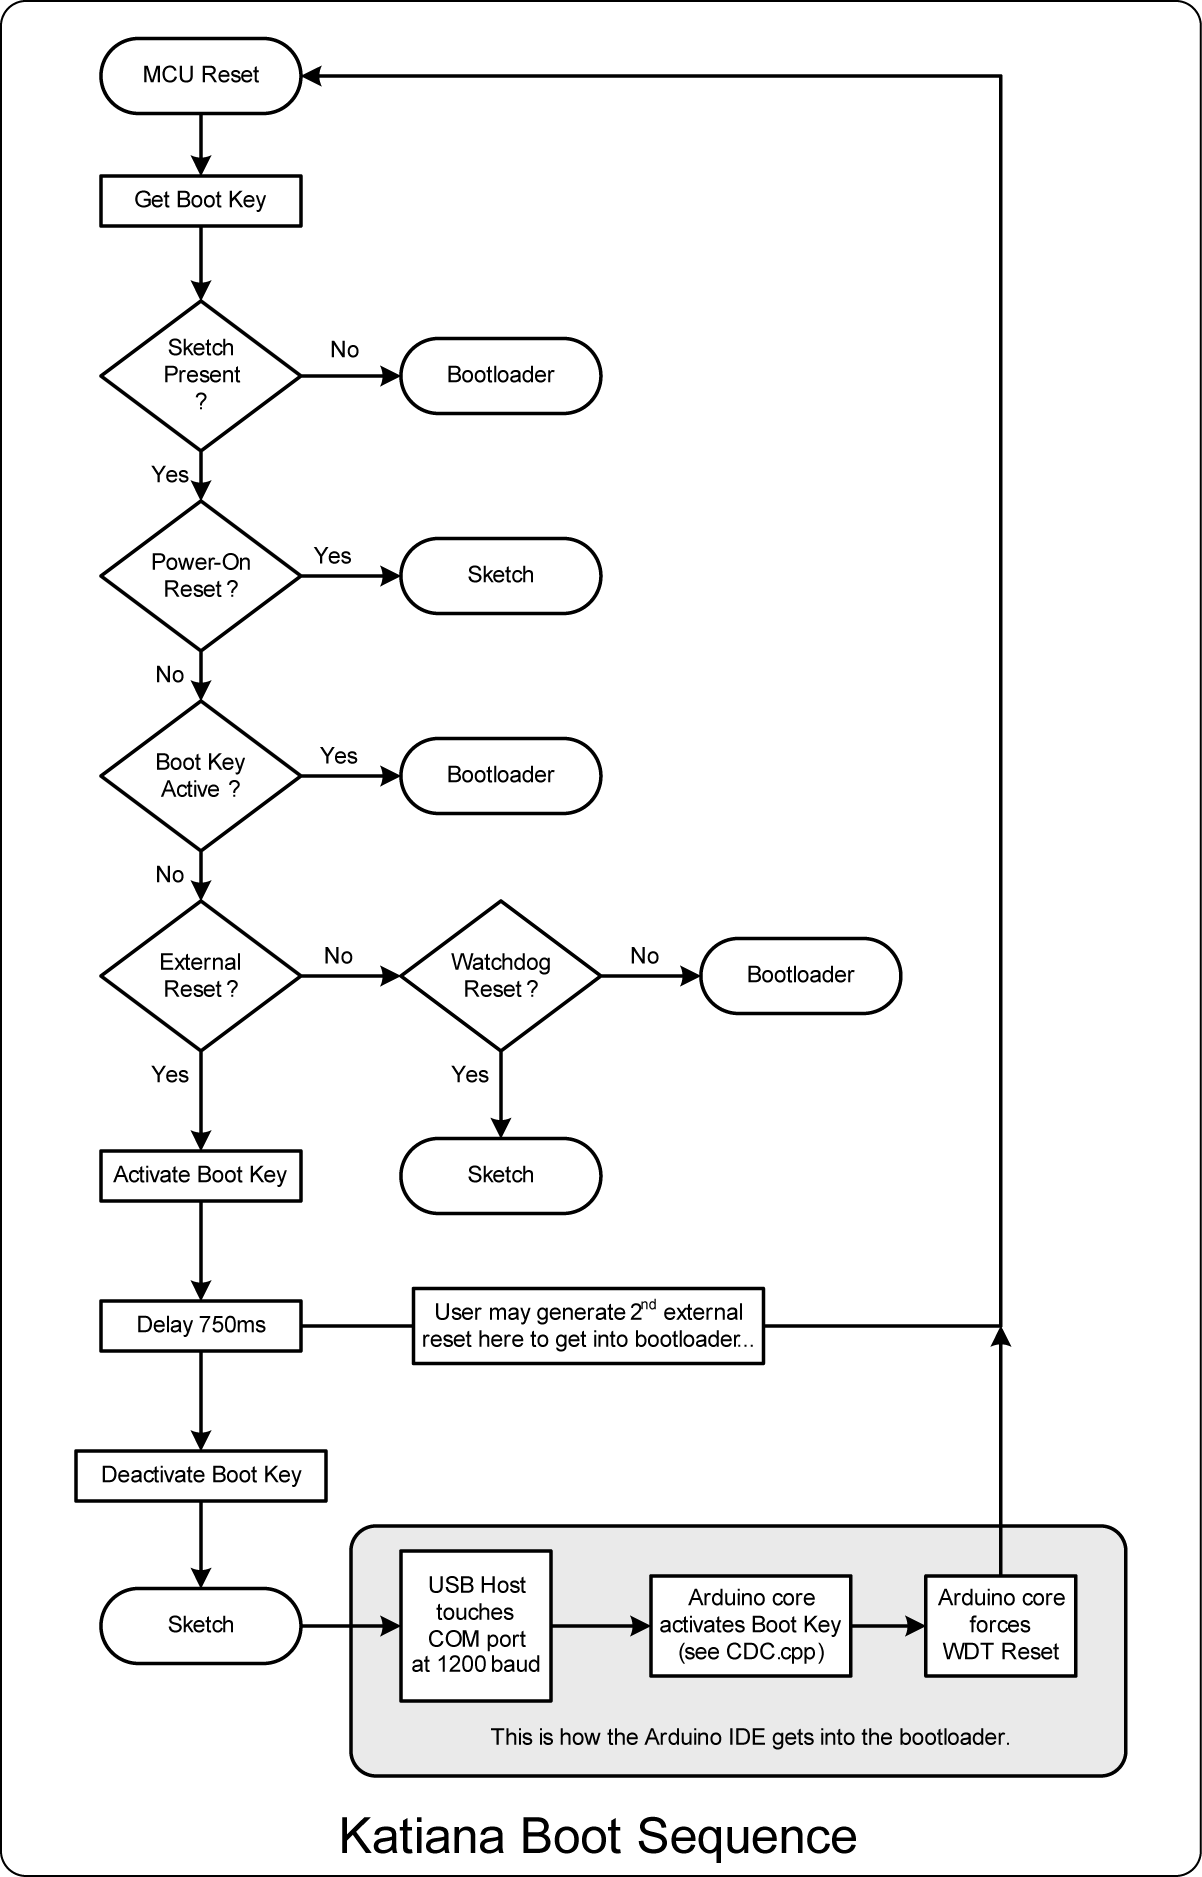 MCU Reset
Get Boot Key
Sketch
Present
?
No
Bootloader
Yes
Power-On
Reset ?
Yes
Sketch
No
Boot Key
Active ?
Yes
Bootloader
No
External
Reset ?
No
Watchdog
Reset ?
No
Bootloader
Yes
Yes
Activate Boot Key
Sketch
Delay 750ms
User may generate 2nd external
reset here to get into bootloader...
Deactivate Boot Key
Sketch
USB Host
touches
COM port
at 1200 baud
Arduino core
activates Boot Key
(see CDC.cpp)
Arduino core
forces
WDT Reset
This is how the Arduino IDE gets into the bootloader.
Katiana Boot Sequence